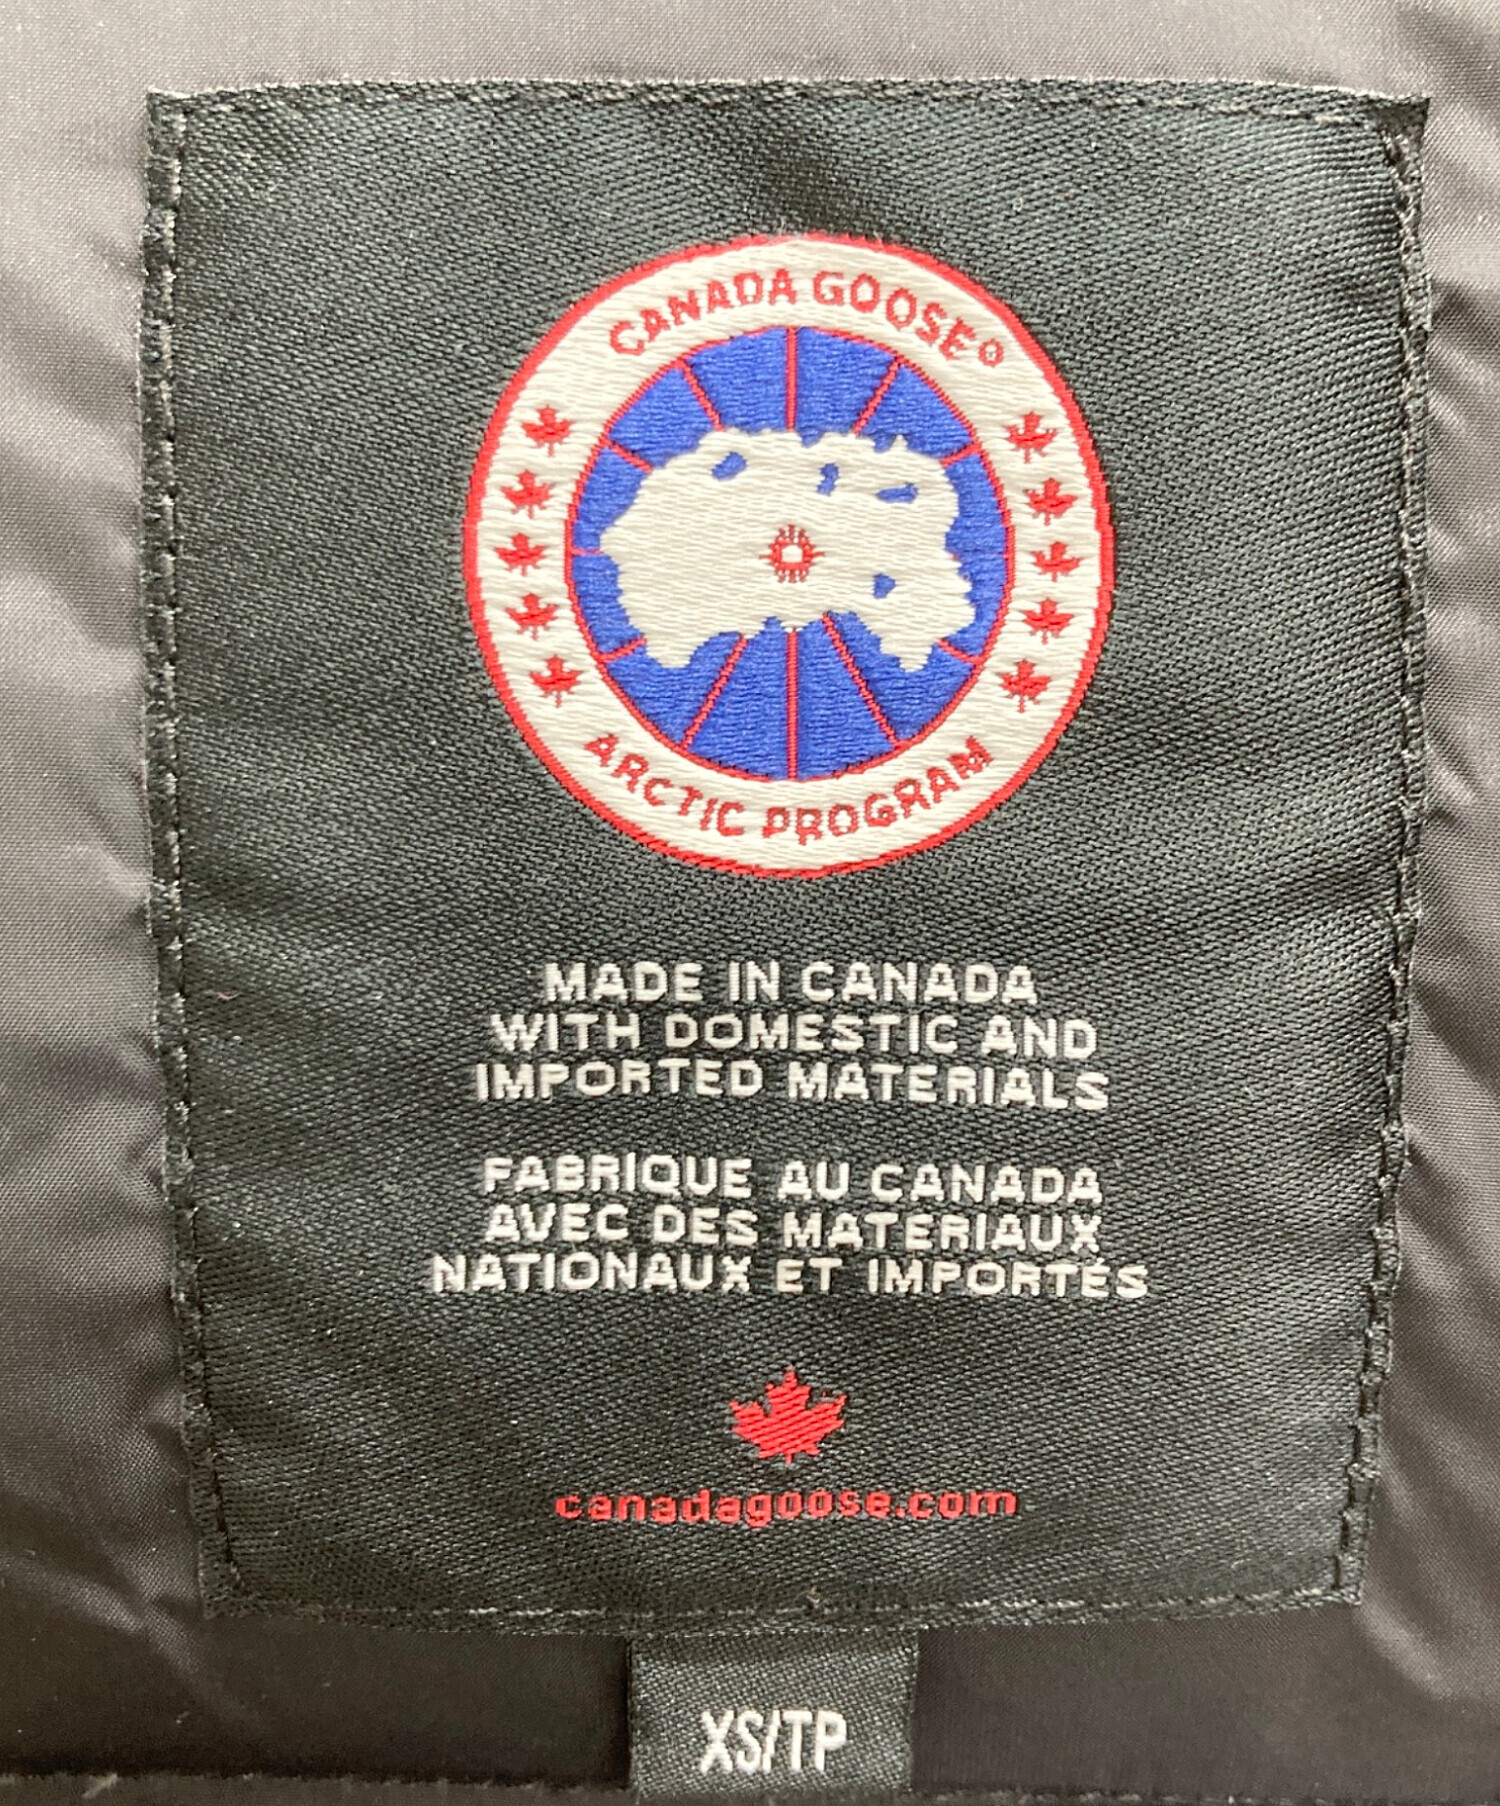 CANADA GOOSE®
ARCTIC PROGRAM
MADE IN CANADA
WITH DOMESTIC AND
IMPORTED MATERIALS
FABRIQUE AU CANADA
AVEC DES MATERIAUX
NATIONAUX ET IMPORTÉS
canadagoose.com
XS/TP